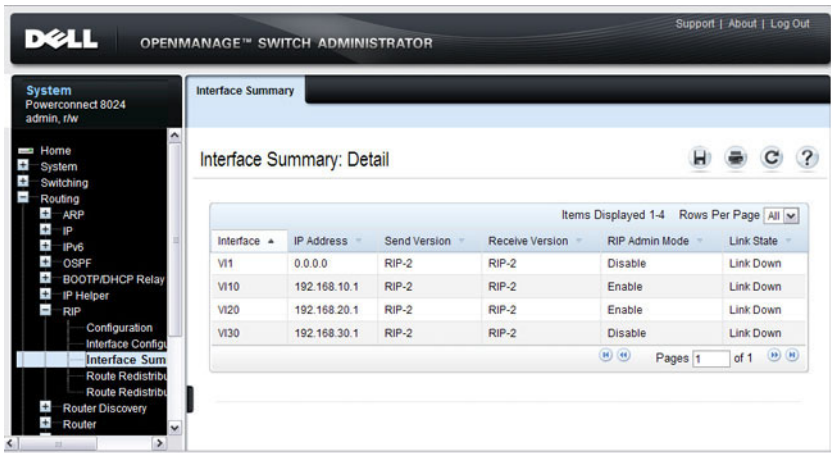 Support | About | Log Out
DELL
OPENMANAGE™ SWITCH ADMINISTRATOR
System
Powerconnect 8024
admin, r/w
Home
System
Switching
Routing
ARP
IP
IPv6
OSPF
BOOTP/DHCP Relay
IP Helper
RIP
Configuration
Interface Configu
Interface Sum
Route Redistribu
Route Redistribu
Router Discovery
Router
Interface Summary
Interface Summary: Detail
Items Displayed 1-4 Rows Per Page All
Interface IP Address Send Version Receive Version RIP Admin Mode Link State
Vl1 0.0.0.0 RIP-2 RIP-2 Disable Link Down
Vl10 192.168.10.1 RIP-2 RIP-2 Enable Link Down
Vl20 192.168.20.1 RIP-2 RIP-2 Enable Link Down
Vl30 192.168.30.1 RIP-2 RIP-2 Disable Link Down
Pages 1 of 1